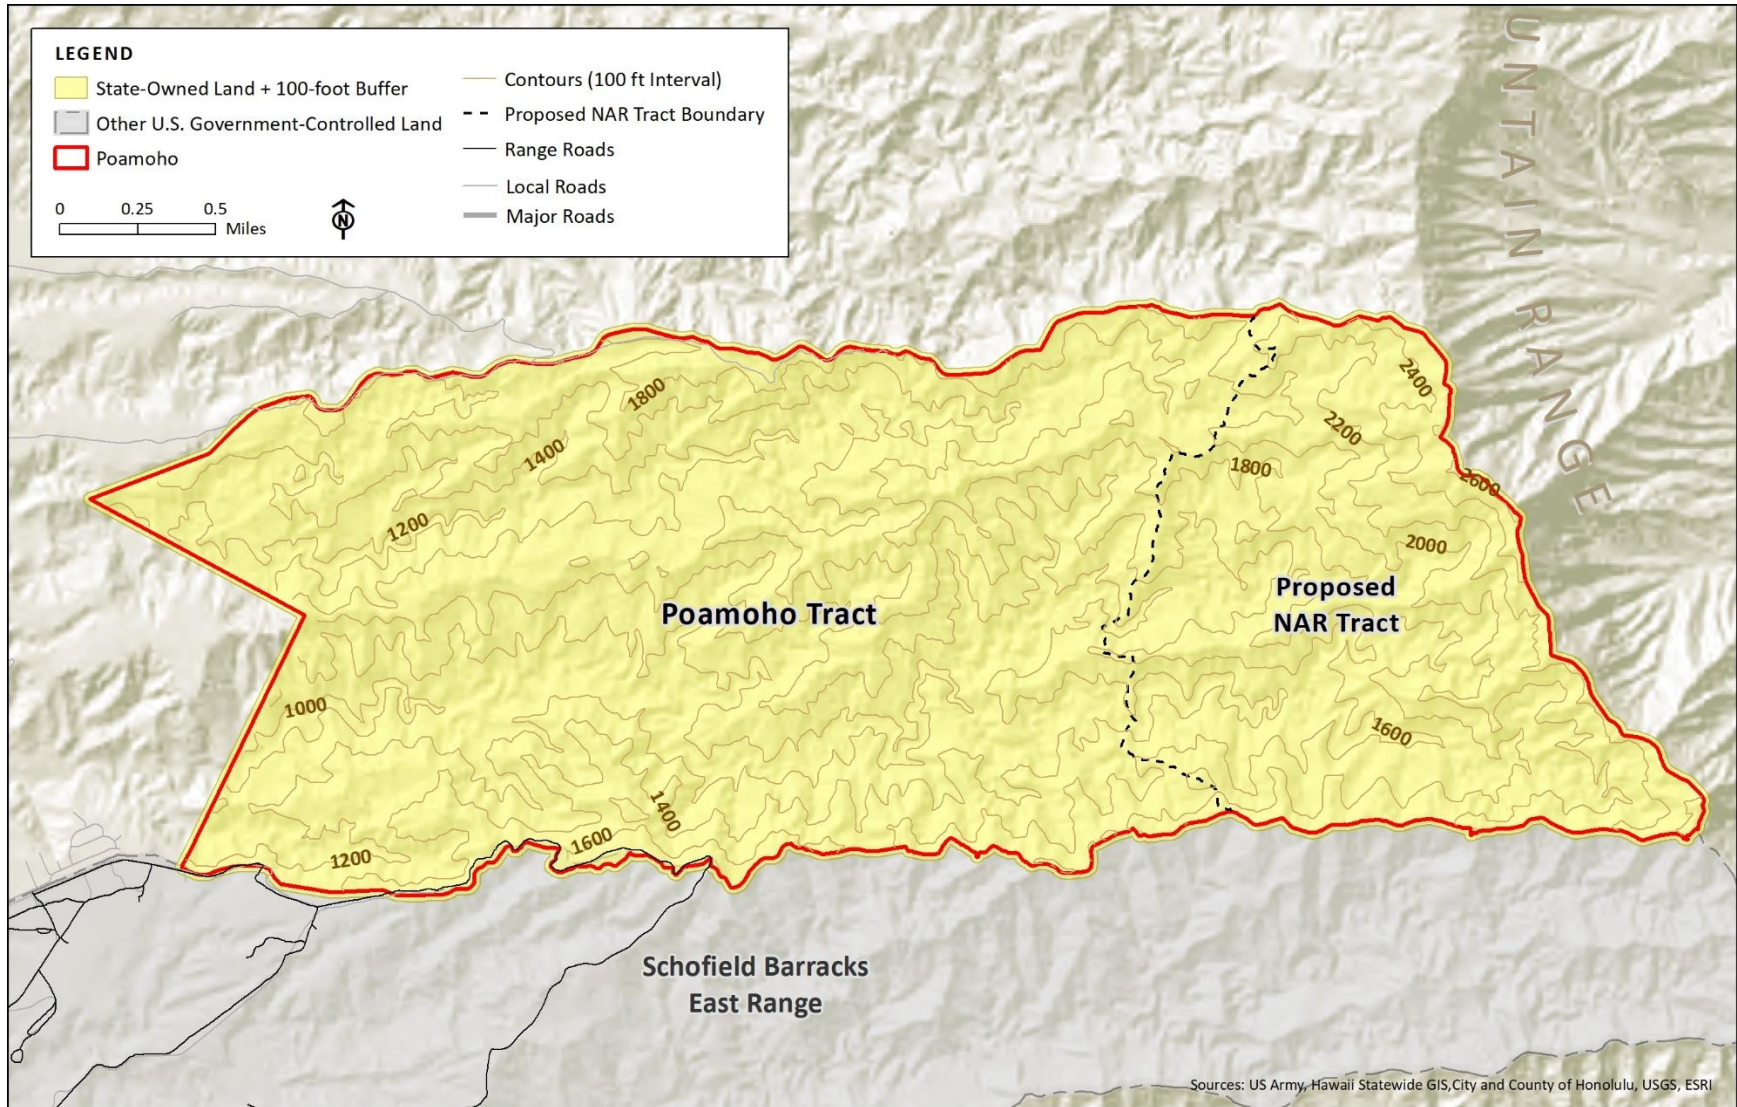 LEGEND
State-Owned Land + 100-foot Buffer
Other U.S. Government-Controlled Land
Poamoho
0 0.25 0.5
Miles
N
Contours (100 ft Interval)
Proposed NAR Tract Boundary
Range Roads
Local Roads
Major Roads
UNTAIN RANGE
1800
1400
1200
2400
2200
1800
2600
2000
Poamoho Tract
Proposed
NAR Tract
1000
1600
1400
1600
1200
Schofield Barracks
East Range
Sources: US Army, Hawaii Statewide GIS,City and County of Honolulu, USGS, ESRI